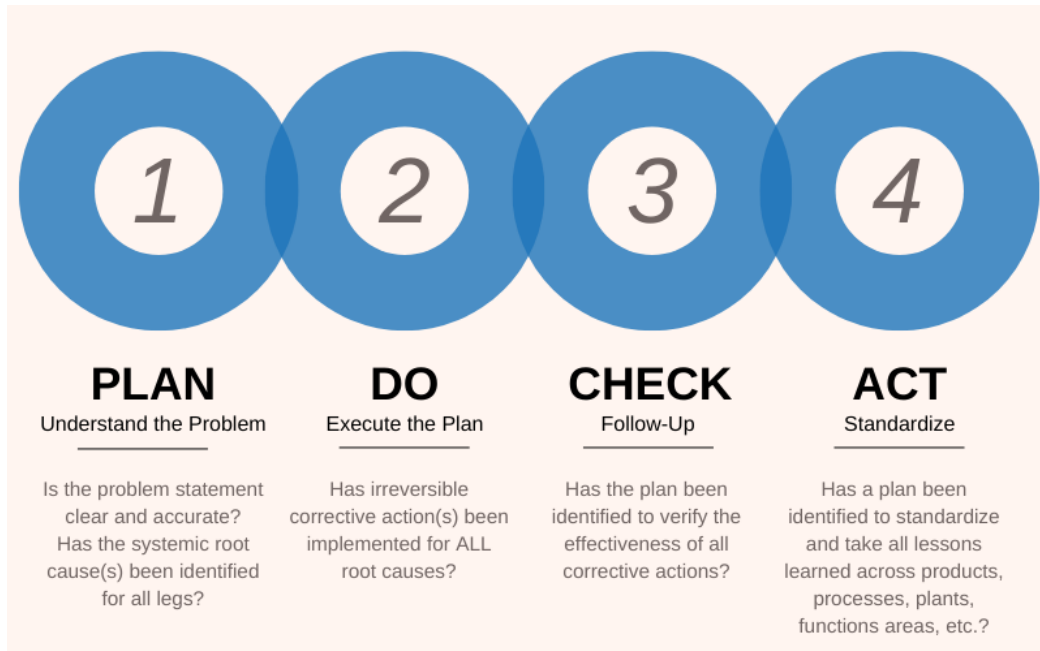 1
2
3
4
PLAN
Understand the Problem
Is the problem statement
clear and accurate?
Has the systemic root
cause(s) been identified
for all legs?
DO
Execute the Plan
Has irreversible
corrective action(s) been
implemented for ALL
root causes?
CHECK
Follow-Up
Has the plan been
identified to verify the
effectiveness of all
corrective actions?
ACT
Standardize
Has a plan been
identified to standardize
and take all lessons
learned across products,
processes, plants,
functions areas, etc.?